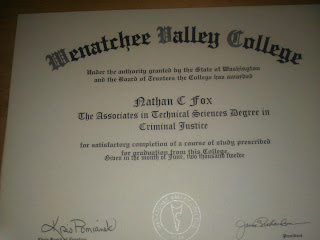 Wenatchee Valley College
Under the authority granted by the State of Washington
and the Board of Trustees the College has awarded
Nathan C Fox
The Associates in Technical Sciences Degree in
Criminal Justice
for satisfactory completion of a course of study prescribed
for graduation from this College.
Given in the month of June, two thousand twelve
President